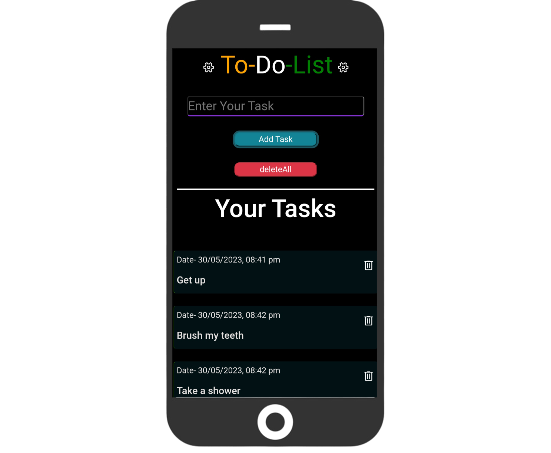 To-Do-List
Enter Your Task
Add Task
deleteAll
Your Tasks
Date- 30/05/2023, 08:41 pm
Get up
Date- 30/05/2023, 08:42 pm
Brush my teeth
Date- 30/05/2023, 08:42 pm
Take a shower